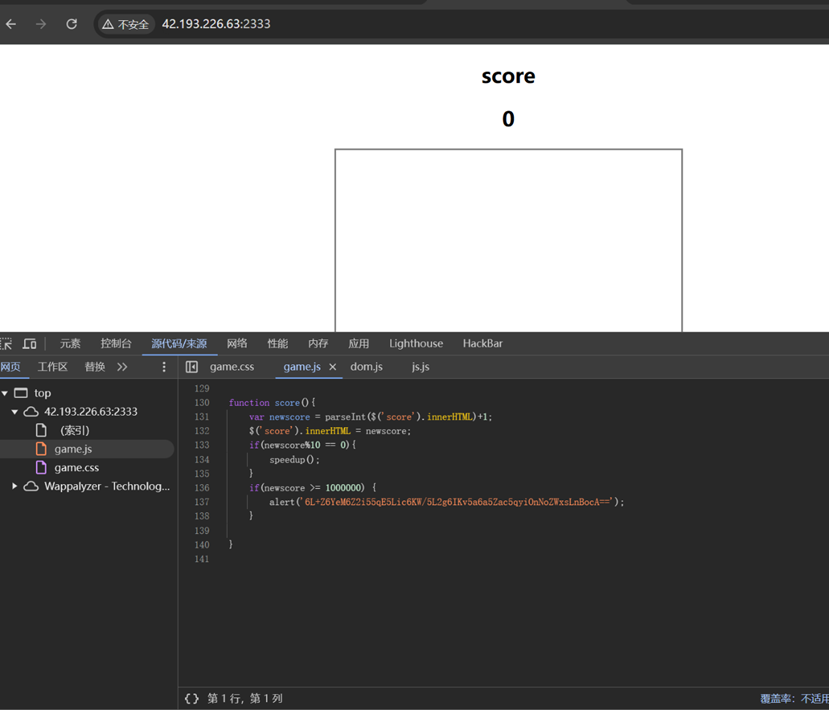 不安全 42.193.226.63:2333
score
0
元素 控制台 源代码/来源 网络 性能 内存 应用 Lighthouse HackBar
网页 工作区 替换 game.css game.js dom.js js.js
top
42.193.226.63:2333
(索引)
game.js
game.css
Wappalyzer - Technolog...
129
130 function score(){
131 var newscore = parseInt($('score').innerHTML)+1;
132 $('score').innerHTML = newscore;
133 if(newscore%10 == 0){
134 speedup();
135 }
136 if(newscore >= 1000000) {
137 alert('6L+Z6YeM6Z2i55qE5Lic6KW/5L2g6IKv5a6a5Zac5qyiOnNoZWxsLnBocA==');
138 }
139
140 }
141
{} 第 1 行，第 1 列 覆盖率：不适用